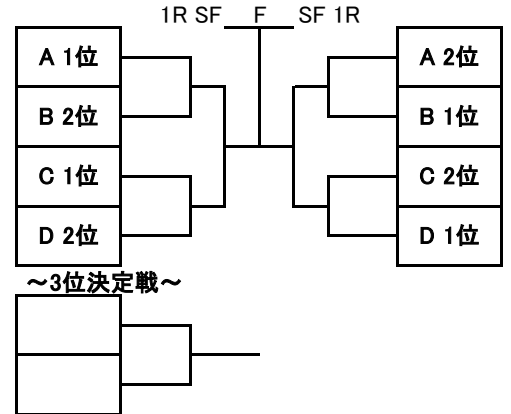 1R SF F SF 1R
A 1位 A 2位
B 2位 B 1位
C 1位 C 2位
D 2位 D 1位
～3位決定戦～